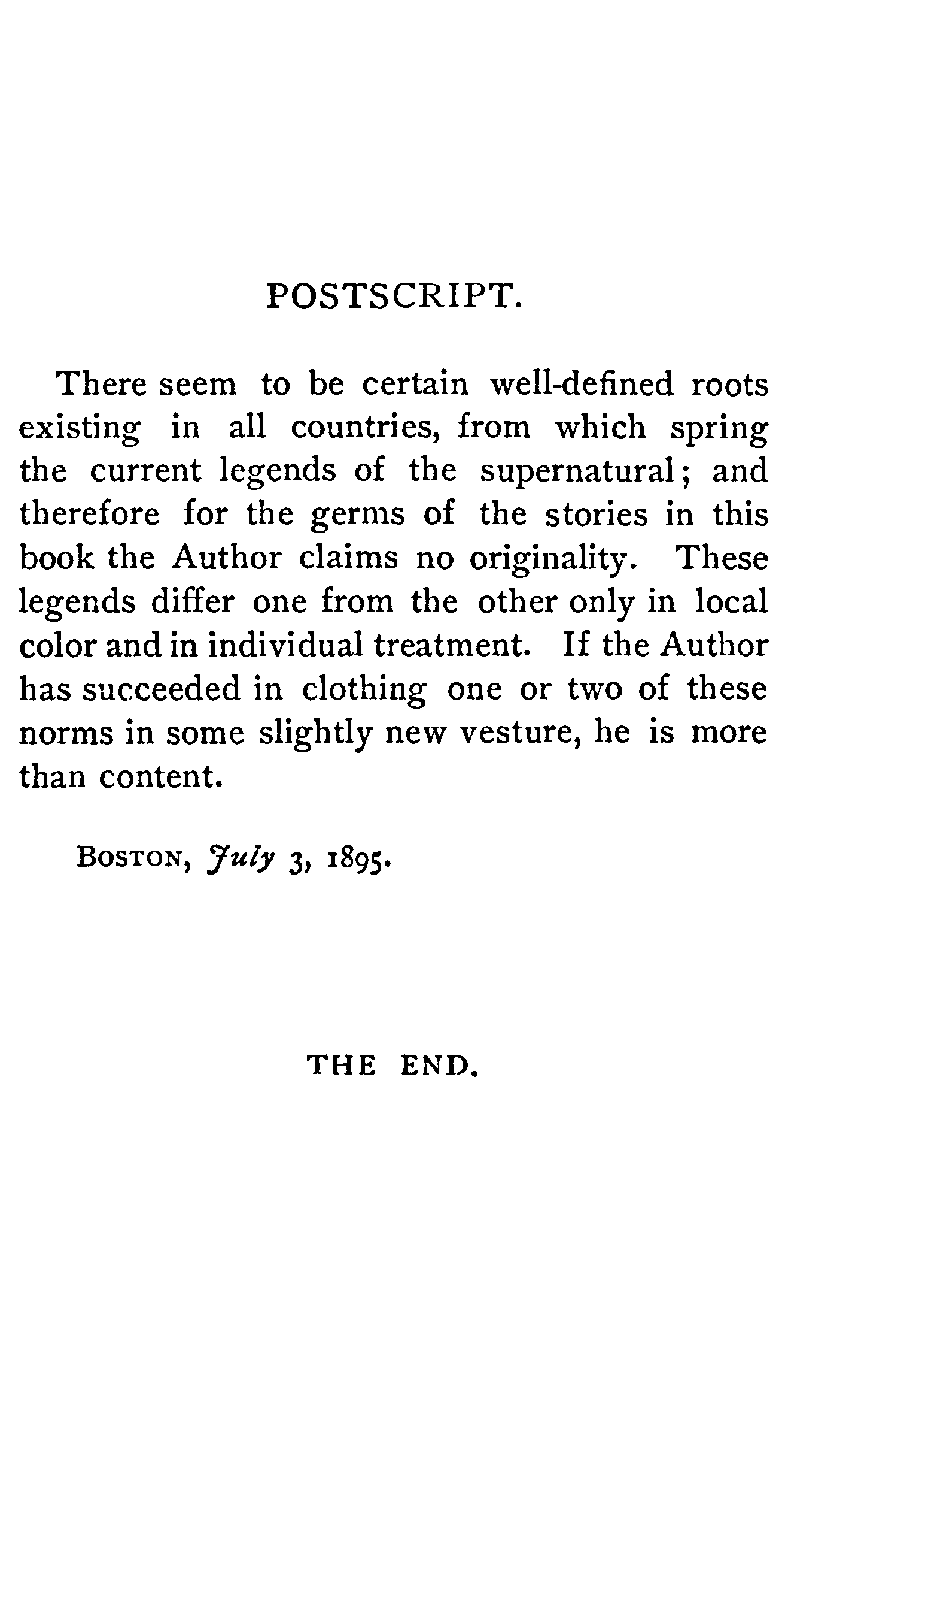 POSTSCRIPT.
There seem to be certain well-defined roots
existing in all countries, from which spring
the current legends of the supernatural; and
therefore for the germs of the stories in this
book the Author claims no originality. These
legends differ one from the other only in local
color and in individual treatment. If the Author
has succeeded in clothing one or two of these
norms in some slightly new vesture, he is more
than content.
BOSTON, July 3, 1895.
THE END.